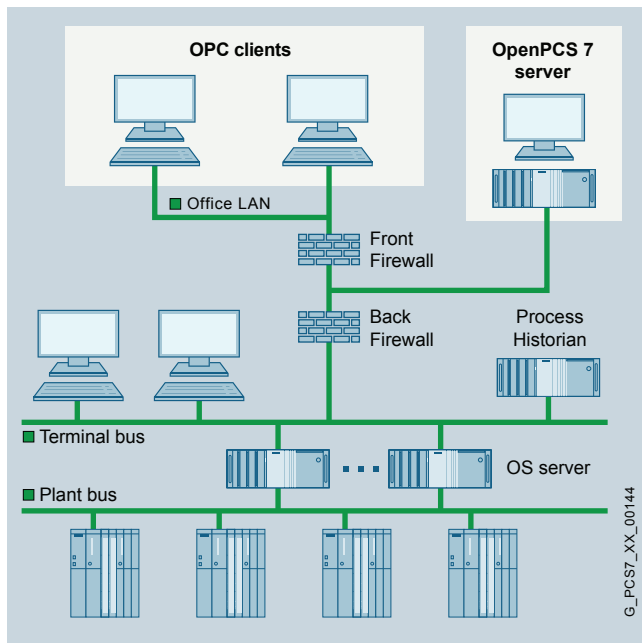 OPC clients
OpenPCS 7
server
Office LAN
Front
Firewall
Back
Firewall
Process
Historian
Terminal bus
OS server
Plant bus
G_PCS7_XX_00144